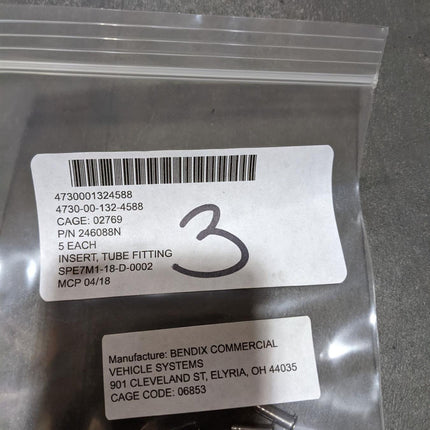 4730001324588
4730-00-132-4588
CAGE: 02769
P/N 246088N
5 EACH
INSERT, TUBE FITTING
SPE7M1-18-D-0002
MCP 04/18
3
Manufacture: BENDIX COMMERCIAL
VEHICLE SYSTEMS
901 CLEVELAND ST, ELYRIA, OH 44035
CAGE CODE: 06853